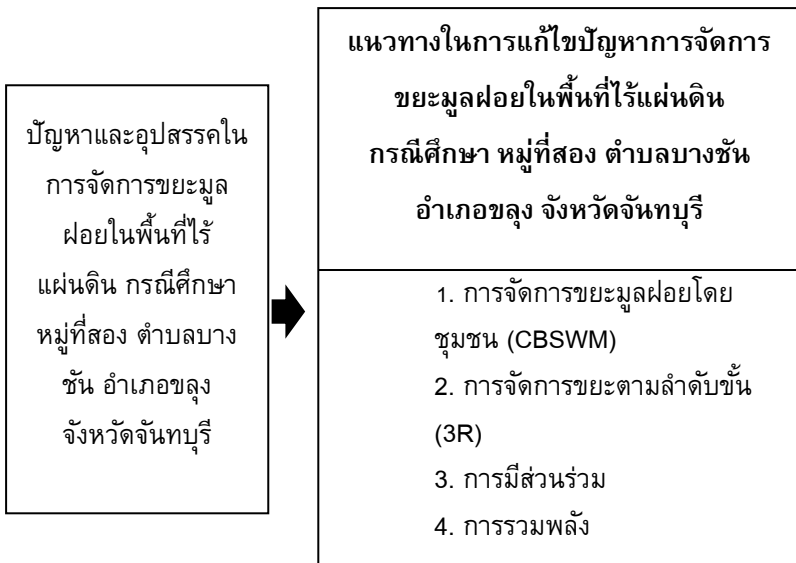 ปัญหาและอุปสรรคใน
การจัดการขยะมูล
ฝอยในพื้นที่ไร้
แผ่นดิน กรณีศึกษา
หมู่ที่สอง ตำบลบาง
ชัน อำเภอขลุง
จังหวัดจันทบุรี
แนวทางในการแก้ไขปัญหาการจัดการ
ขยะมูลฝอยในพื้นที่ไร้แผ่นดิน
กรณีศึกษา หมู่ที่สอง ตำบลบางชัน
อำเภอขลุง จังหวัดจันทบุรี
1. การจัดการขยะมูลฝอยโดย
ชุมชน (CBSWM)
2. การจัดการขยะตามลำดับขั้น
(3R)
3. การมีส่วนร่วม
4. การรวมพลัง